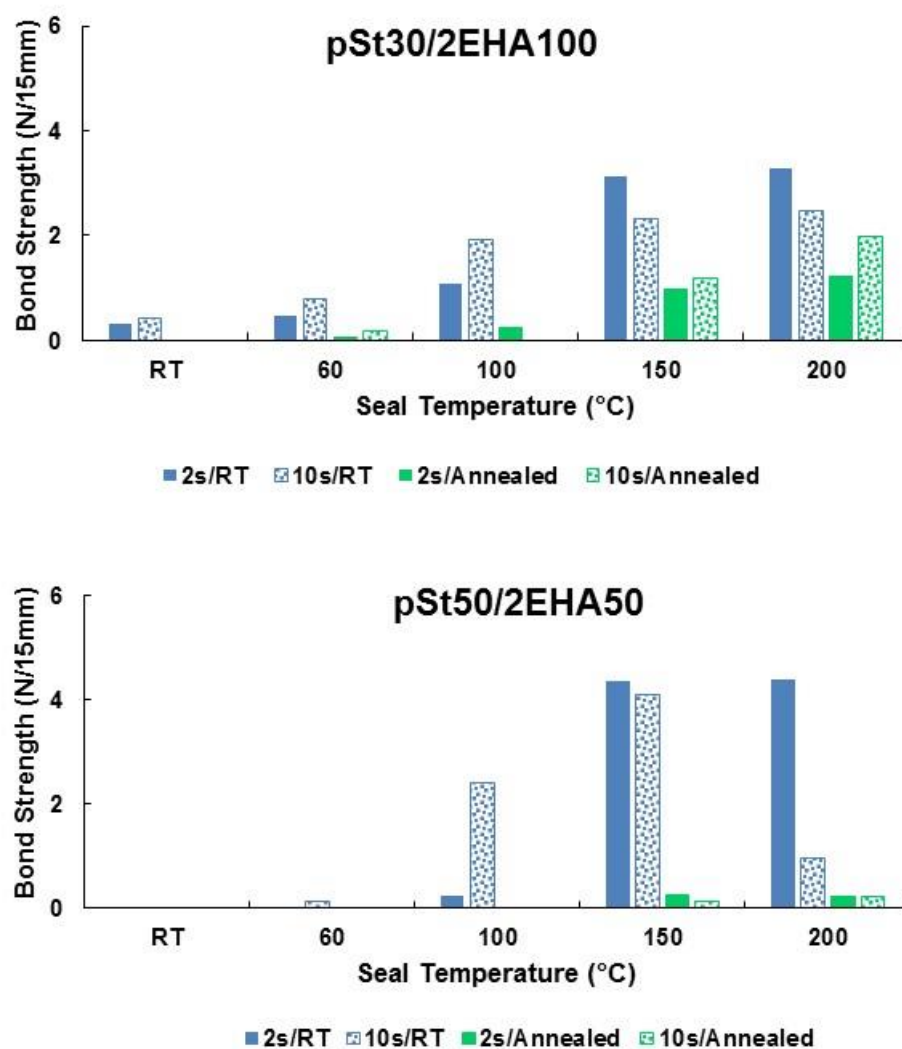 pSt30/2EHA100
Bond Strength (N/15mm)
6
4
2
0
RT 60 100 150 200
Seal Temperature (°C)
2s/RT 10s/RT 2s/Annealed 10s/Annealed
pSt50/2EHA50
Bond Strength (N/15mm)
6
4
2
0
RT 60 100 150 200
Seal Temperature (°C)
2s/RT 10s/RT 2s/Annealed 10s/Annealed